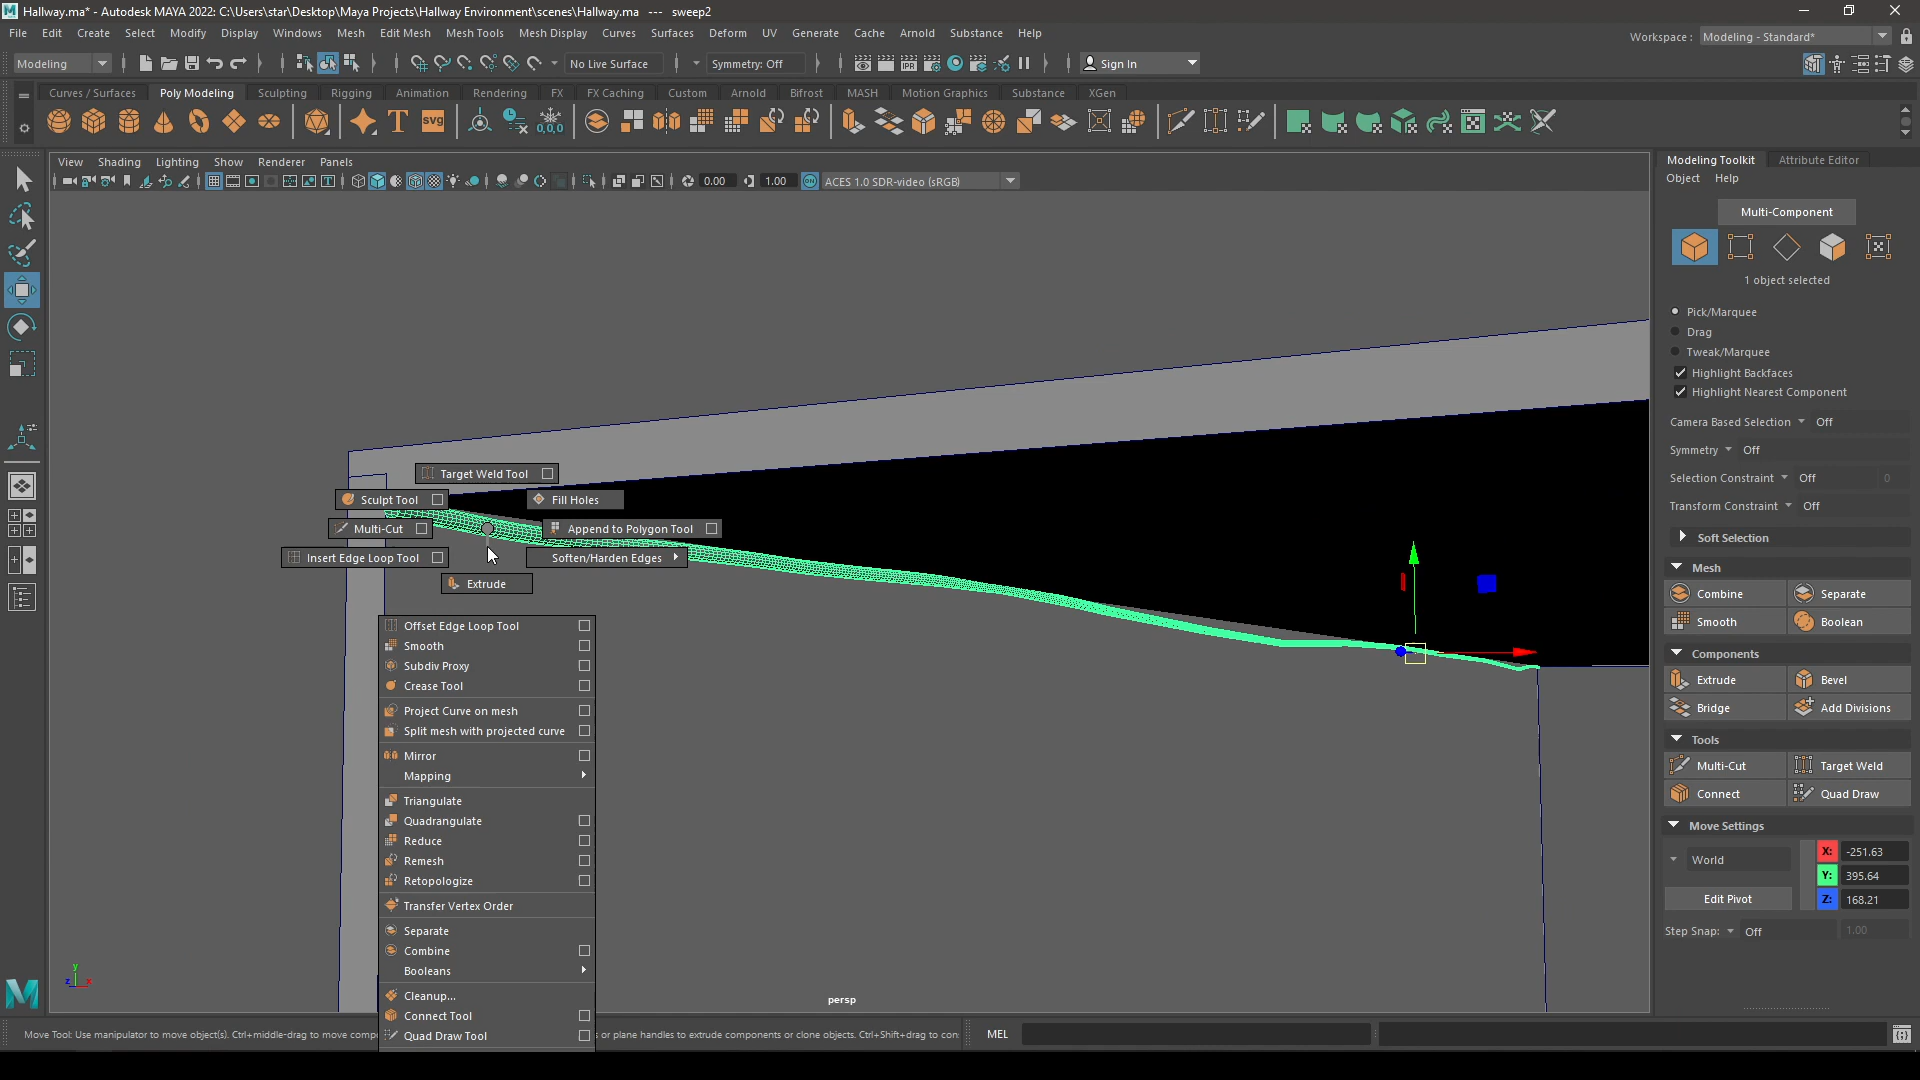 Hallway.ma* - Autodesk MAYA 2022: C:\Users\star\Desktop\Maya Projects\Hallway Environment\scenes\Hallway.ma --- sweep2
File Edit Create Select Modify Display Windows Mesh Edit Mesh Mesh Tools Mesh Display Curves Surfaces Deform UV Generate Cache Arnold Substance Help
Workspace : Modeling - Standard*
Modeling No Live Surface Symmetry: Off IPR Sign In
Curves / Surfaces Poly Modeling Sculpting Rigging Animation Rendering FX FX Caching Custom Arnold Bifrost MASH Motion Graphics Substance XGen
T svg 0,0,0
View Shading Lighting Show Renderer Panels
0.00 1.00 ACES 1.0 SDR-video (sRGB)
Target Weld Tool
Sculpt Tool Fill Holes
Multi-Cut Append to Polygon Tool
Insert Edge Loop Tool Soften/Harden Edges
Extrude
Offset Edge Loop Tool
Smooth
Subdiv Proxy
Crease Tool
Project Curve on mesh
Split mesh with projected curve
Mirror
Mapping
Triangulate
Quadrangulate
Reduce
Remesh
Retopologize
Transfer Vertex Order
Separate
Combine
Booleans
Cleanup...
Connect Tool
Quad Draw Tool
y
z x
persp
Modeling Toolkit Attribute Editor
Object Help
Multi-Component
1 object selected
Pick/Marquee
Drag
Tweak/Marquee
Highlight Backfaces
Highlight Nearest Component
Camera Based Selection Off
Symmetry Off
Selection Constraint Off 0
Transform Constraint Off
Soft Selection
Mesh
Combine Separate
Smooth Boolean
Components
Extrude Bevel
Bridge Add Divisions
Tools
Multi-Cut Target Weld
Connect Quad Draw
Move Settings
World X: -251.63
Y: 395.64
Edit Pivot Z: 168.21
Step Snap: Off 1.00
Move Tool: Use manipulator to move object(s). Ctrl+middle-drag to move comp s or plane handles to extrude components or clone objects. Ctrl+Shift+drag to con MEL